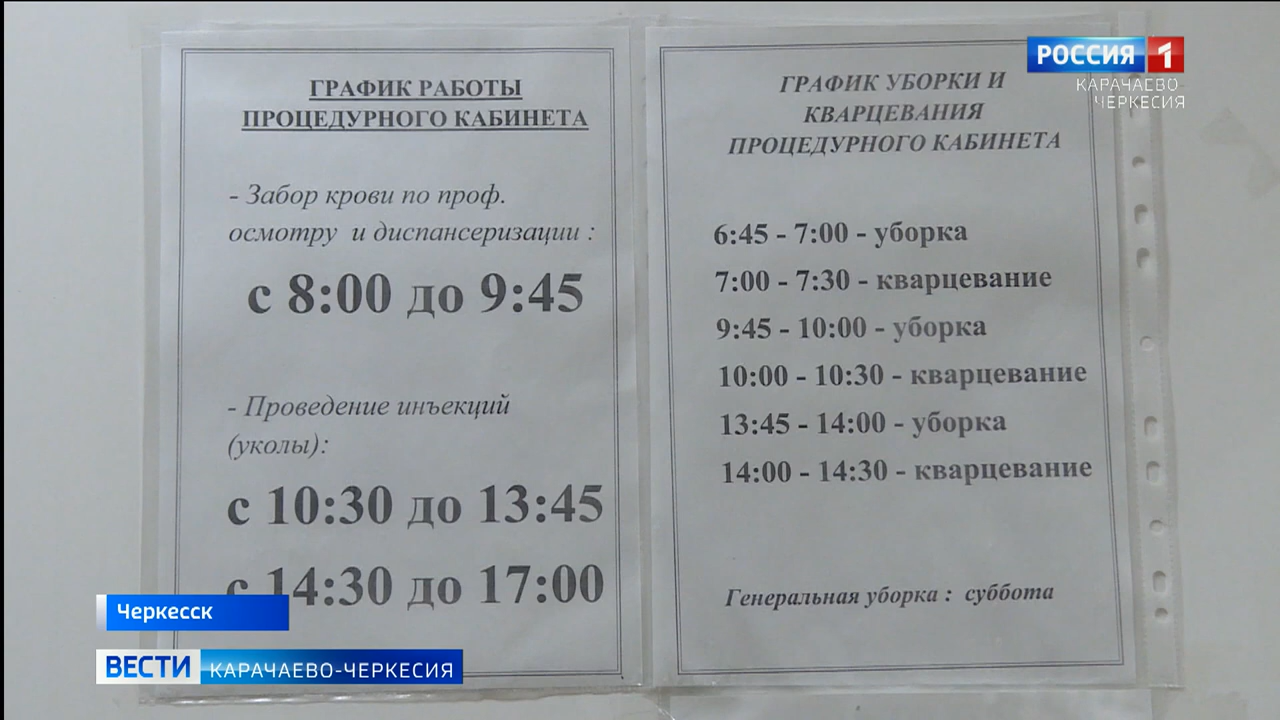 ГРАФИК РАБОТЫ
ПРОЦЕДУРНОГО КАБИНЕТА
- Забор крови по проф.
осмотру и диспансеризации :
с 8:00 до 9:45
- Проведение инъекций
(уколы):
с 10:30 до 13:45
с 14:30 до 17:00
ГРАФИК УБОРКИ И
КВАРЦЕВАНИЯ
ПРОЦЕДУРНОГО КАБИНЕТА
6:45 - 7:00 - уборка
7:00 - 7:30 - кварцевание
9:45 - 10:00 - уборка
10:00 - 10:30 - кварцевание
13:45 - 14:00 - уборка
14:00 - 14:30 - кварцевание
Генеральная уборка : суббота
РОССИЯ 1
КАРАЧАЕВО
ЧЕРКЕСИЯ
Черкесск
ВЕСТИ КАРАЧАЕВО-ЧЕРКЕСИЯ